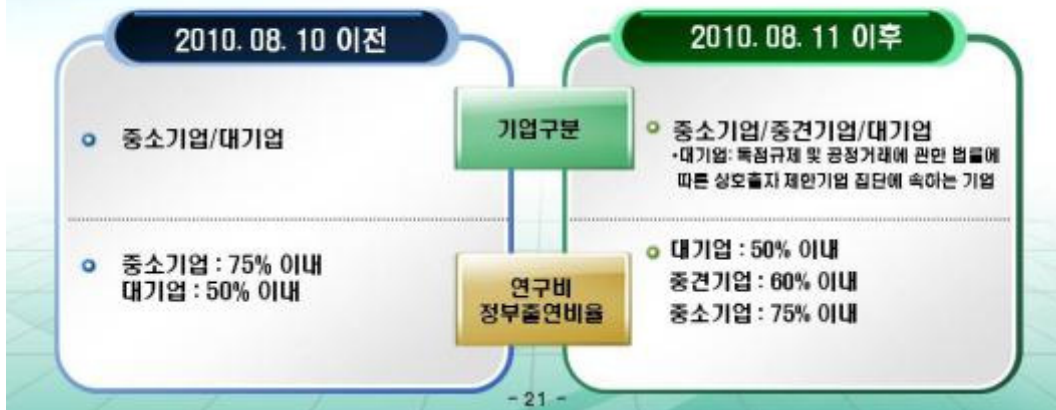 2010. 08. 10 이전
중소기업/대기업
중소기업 : 75% 이내
대기업 : 50% 이내
기업구분
연구비
정부출연비율
2010. 08. 11 이후
중소기업/중견기업/대기업
•대기업: 독점규제 및 공정거래에 관한 법률에
따른 상호출자 제한기업 집단에 속하는 기업
대기업 : 50% 이내
중견기업 : 60% 이내
중소기업 : 75% 이내
- 21 -